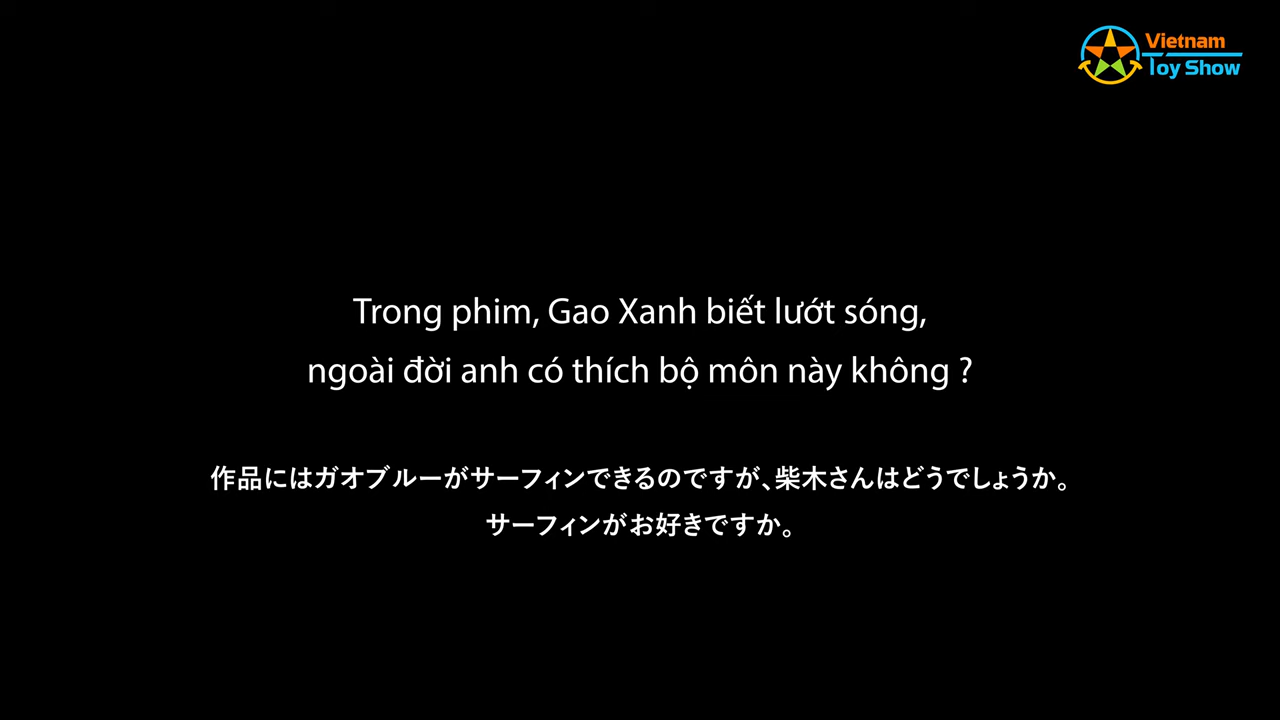 Vietnam
Toy Show
Trong phim, Gao Xanh biết lướt sóng,
ngoài đời anh có thích bộ môn này không ?
作品にはガオブルーがサーフィンできるのですが、柴木さんはどうでしょうか。
サーフィンがお好きですか。